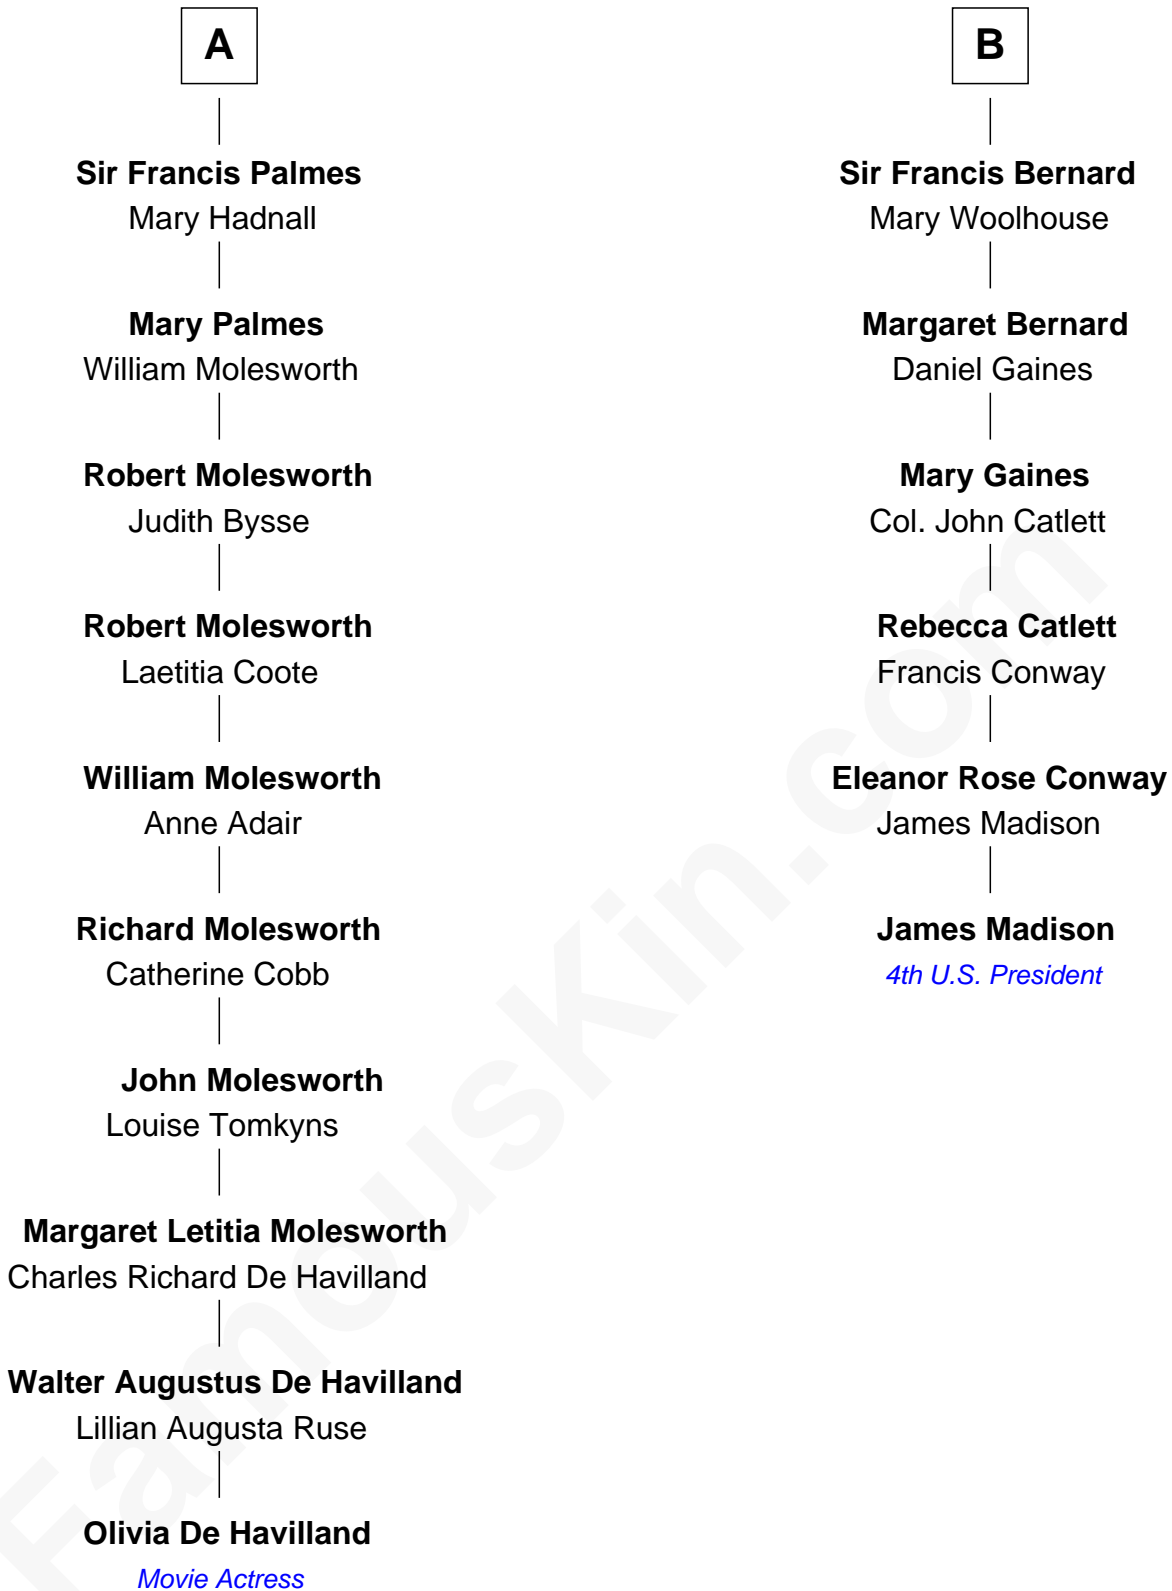 A
Sir Francis Palmes
Mary Hadnall
Mary Palmes
William Molesworth
Robert Molesworth
Judith Bysse
Robert Molesworth
Laetitia Coote
William Molesworth
Anne Adair
Richard Molesworth
Catherine Cobb
John Molesworth
Louise Tomkyns
Margaret Letitia Molesworth
Charles Richard De Havilland
Walter Augustus De Havilland
Lillian Augusta Ruse
Olivia De Havilland
Movie Actress
B
Sir Francis Bernard
Mary Woolhouse
Margaret Bernard
Daniel Gaines
Mary Gaines
Col. John Catlett
Rebecca Catlett
Francis Conway
Eleanor Rose Conway
James Madison
James Madison
4th U.S. President
FamousKin.com